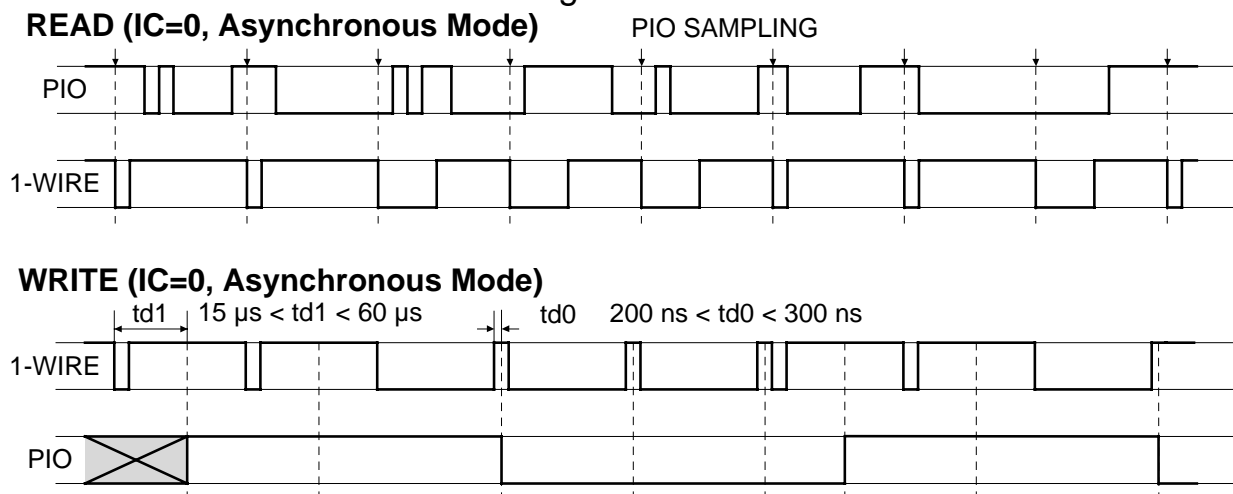 READ (IC=0, Asynchronous Mode) PIO SAMPLING
PIO
1-WIRE
WRITE (IC=0, Asynchronous Mode)
td1 15 µs < td1 < 60 µs td0 200 ns < td0 < 300 ns
1-WIRE
PIO